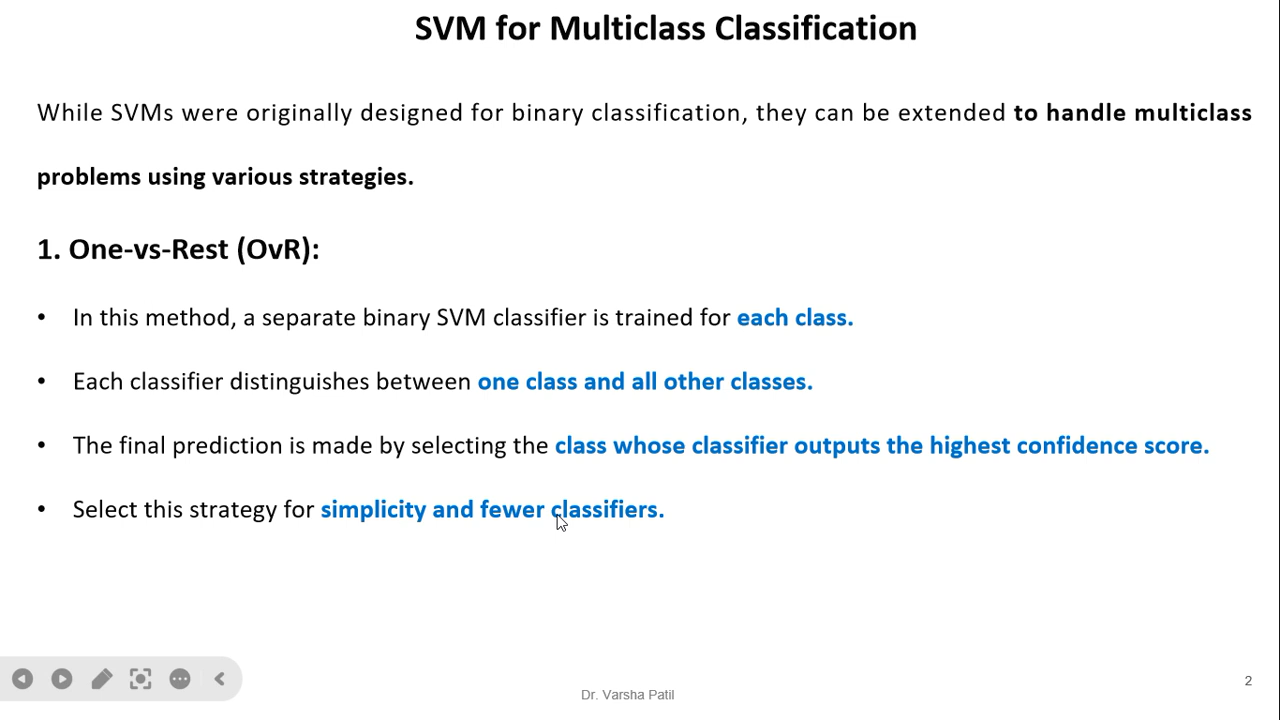 SVM for Multiclass Classification
While SVMs were originally designed for binary classification, they can be extended to handle multiclass
problems using various strategies.
1. One-vs-Rest (OvR):
• In this method, a separate binary SVM classifier is trained for each class.
• Each classifier distinguishes between one class and all other classes.
• The final prediction is made by selecting the class whose classifier outputs the highest confidence score.
• Select this strategy for simplicity and fewer classifiers.
Dr. Varsha Patil
2